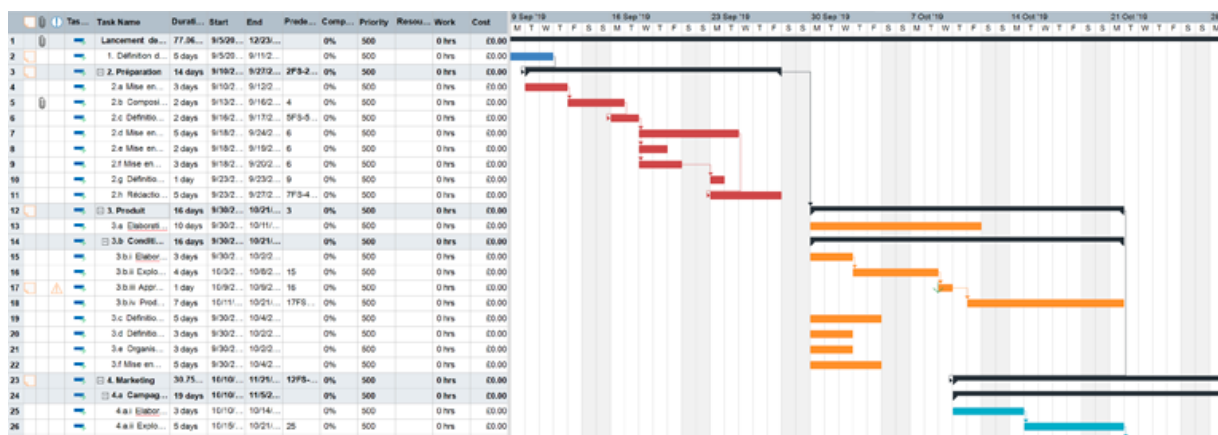 Tas... Task Name Durati... Start End Prede... Comp... Priority Resou... Work Cost 9 Sep '19 16 Sep '19 23 Sep '19 30 Sep '19 7 Oct '19 14 Oct '19 21 Oct '19
M T W T F S S M T W T F S S M T W T F S S M T W T F S S M T W T F S S M T W T F S S M T W T F S S M
1 Lancement de... 77.06... 9/5/20... 12/23/... 0% 500 0 hrs £0.00
2 1. Définition d... 5 days 9/5/20... 9/11/2... 0% 500 0 hrs £0.00
3 2. Préparation 14 days 9/10/2... 9/27/2... 2FS-2... 0% 500 0 hrs £0.00
4 2.a Mise en... 3 days 9/10/2... 9/12/2... 0% 500 0 hrs £0.00
5 2.b Composi... 2 days 9/13/2... 9/16/2... 4 0% 500 0 hrs £0.00
6 2.c Définitio... 2 days 9/16/2... 9/17/2... 5FS-5... 0% 500 0 hrs £0.00
7 2.d Mise en... 5 days 9/18/2... 9/24/2... 6 0% 500 0 hrs £0.00
8 2.e Mise en... 2 days 9/18/2... 9/19/2... 6 0% 500 0 hrs £0.00
9 2.f Mise en... 3 days 9/18/2... 9/20/2... 6 0% 500 0 hrs £0.00
10 2.g Définitio... 1 day 9/23/2... 9/23/2... 9 0% 500 0 hrs £0.00
11 2.h Rédactio... 5 days 9/23/2... 9/27/2... 7FS-4... 0% 500 0 hrs £0.00
12 3. Produit 16 days 9/30/2... 10/21/... 3 0% 500 0 hrs £0.00
13 3.a Elaborati... 10 days 9/30/2... 10/11/... 0% 500 0 hrs £0.00
14 3.b Conditi... 16 days 9/30/2... 10/21/... 0% 500 0 hrs £0.00
15 3.b.i Elabor... 3 days 9/30/2... 10/2/2... 0% 500 0 hrs £0.00
16 3.b.ii Explo... 4 days 10/3/2... 10/8/2... 15 0% 500 0 hrs £0.00
17 3.b.iii Appr... 1 day 10/9/2... 10/9/2... 16 0% 500 0 hrs £0.00
18 3.b.iv Prod... 7 days 10/11/... 10/21/... 17FS... 0% 500 0 hrs £0.00
19 3.c Définitio... 5 days 9/30/2... 10/4/2... 0% 500 0 hrs £0.00
20 3.d Définitio... 3 days 9/30/2... 10/2/2... 0% 500 0 hrs £0.00
21 3.e Organis... 3 days 9/30/2... 10/2/2... 0% 500 0 hrs £0.00
22 3.f Mise en... 5 days 9/30/2... 10/4/2... 0% 500 0 hrs £0.00
23 4. Marketing 30.75... 10/10/... 11/21/... 12FS-... 0% 500 0 hrs £0.00
24 4.a Campag... 19 days 10/10/... 11/5/2... 0% 500 0 hrs £0.00
25 4.a.i Elabor... 3 days 10/10/... 10/14/... 0% 500 0 hrs £0.00
26 4.a.ii Explo... 5 days 10/15/... 10/21/... 25 0% 500 0 hrs £0.00